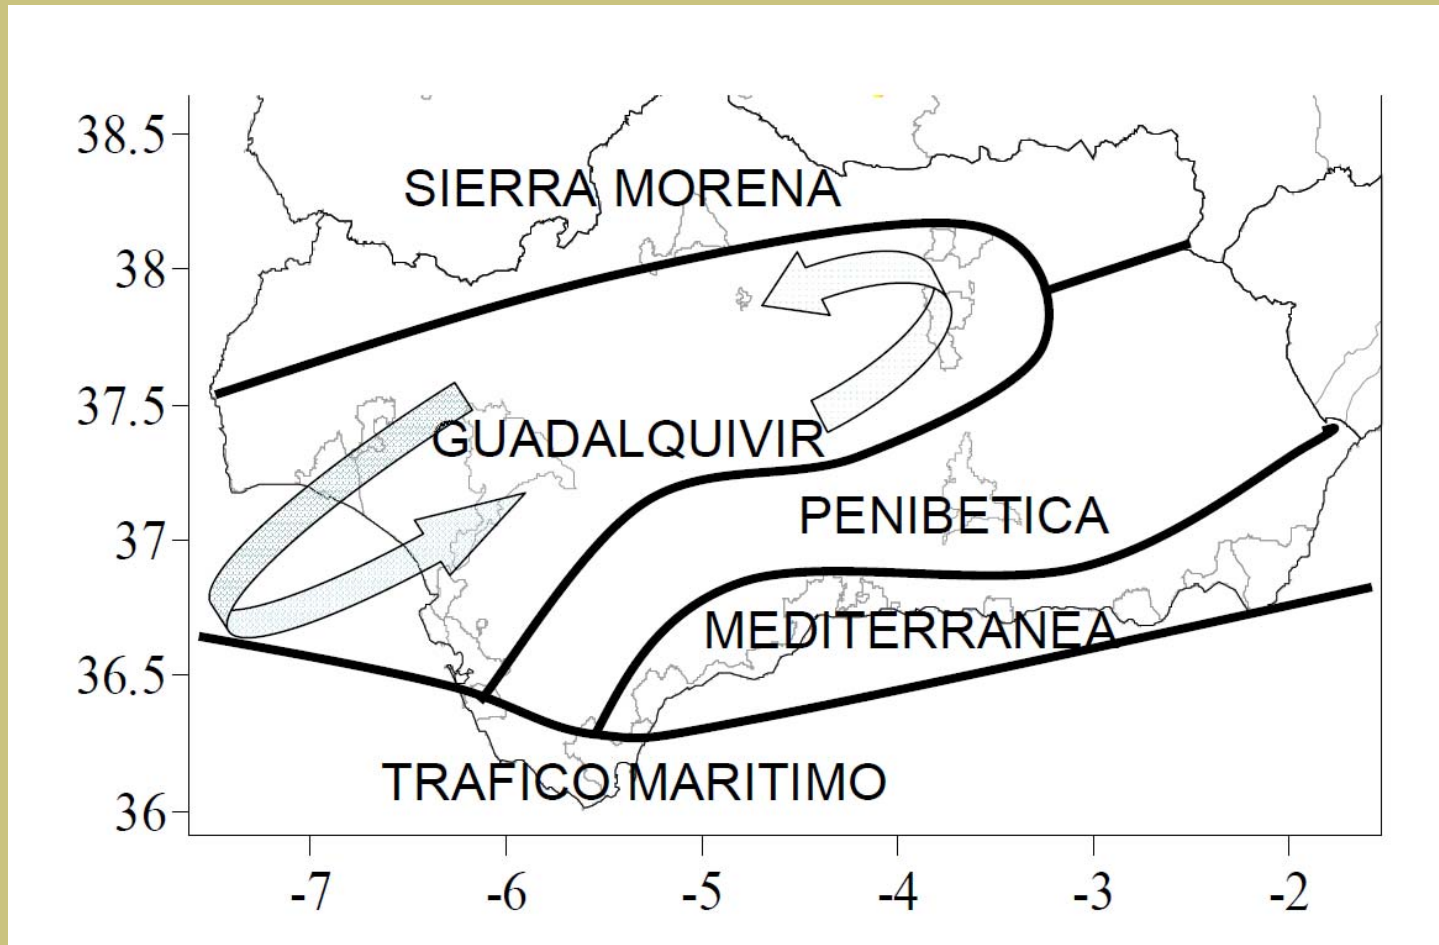 38.5
SIERRA MORENA
38
37.5
GUADALQUIVIR
PENIBETICA
37
MEDITERRANEA
36.5
TRAFICO MARITIMO
36
-7 -6 -5 -4 -3 -2